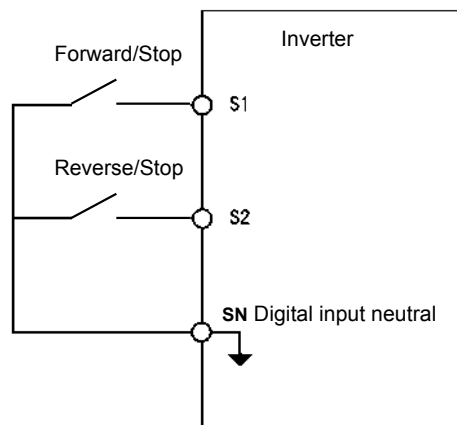 Inverter
Forward/Stop
S1
Reverse/Stop
S2
SN Digital input neutral